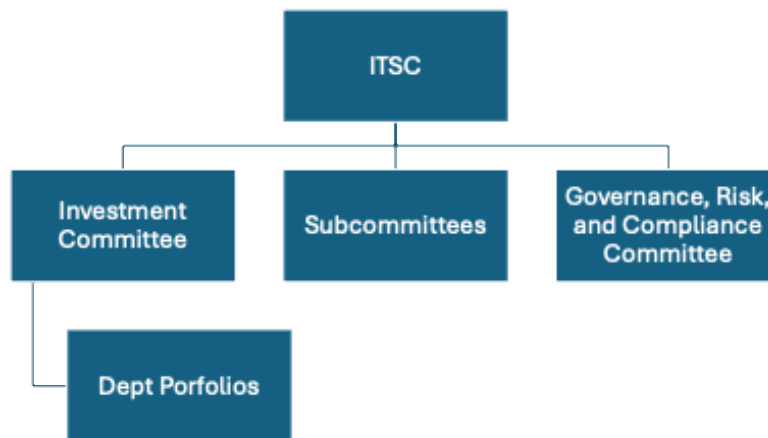 ITSC
Investment
Committee
Subcommittees
Governance, Risk,
and Compliance
Committee
Dept Porfolios